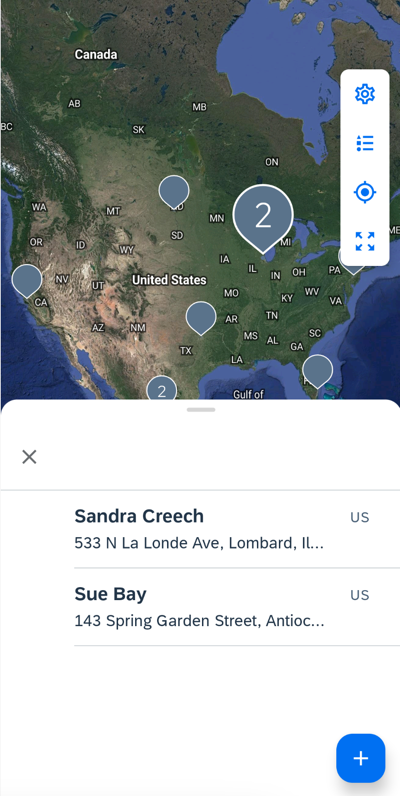 Canada
AB
MB
BC
SK
ON
WA
MT
MN
2
ME
OR
ID
SD
MI
WY
IA
PA
NV
UT
United States
IL
IN
OH
CA
MO
KY
WV
VA
AZ
NM
AR
TN
SC
MS
AL
GA
TX
LA
2
Gulf of
Sandra Creech
US
533 N La Londe Ave, Lombard, Il...
Sue Bay
US
143 Spring Garden Street, Antioc...